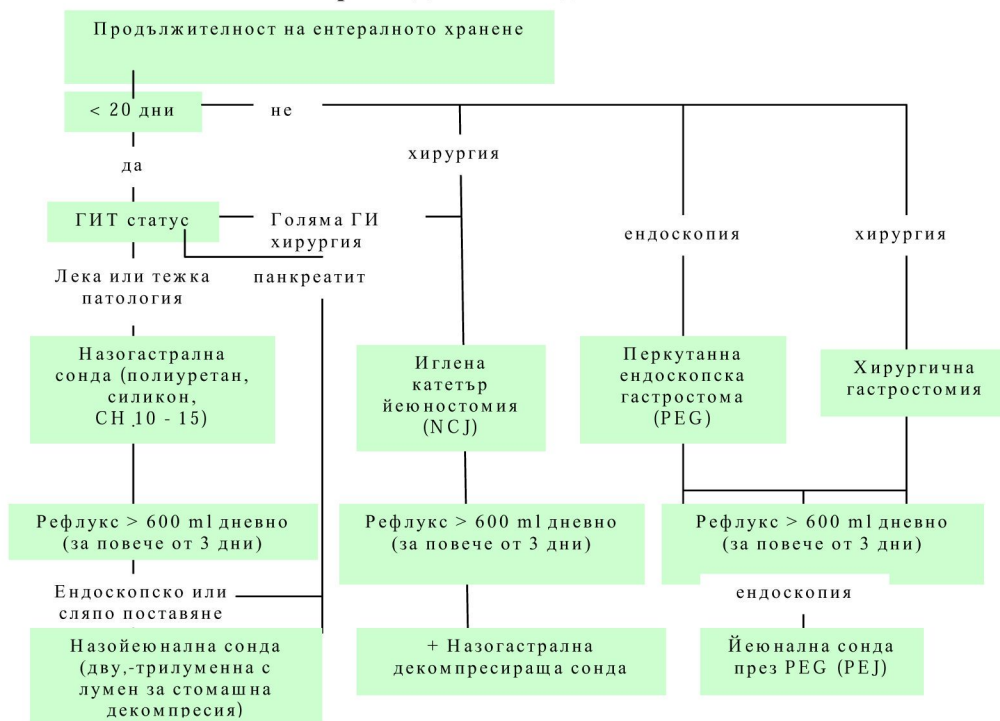 Продължителност на ентералното хранене
< 20 дни
не
да
хирургия
ГИТ статус
Голяма ГИ
хирургия
ендоскопия
хирургия
Лека или тежка
патология
панкреатит
Назогастрална
сонда (полиуретан,
силикон,
CH 10 - 15)
Иглена
катетър
йеюностомия
(NCJ)
Перкутанна
ендоскопска
гастростома
(PEG)
Хирургична
гастростомия
Рефлукс > 600 ml дневно
(за повече от 3 дни)
Рефлукс > 600 ml дневно
(за повече от 3 дни)
Рефлукс > 600 ml дневно
(за повече от 3 дни)
Ендоскопско или
сляпо поставяне
ендоскопия
Назойеюнална сонда
(дву,-трилуменна с
лумен за стомашна
декомпресия)
+ Назогастрална
декомпресираща сонда
Йеюнална сонда
през PEG (PEJ)